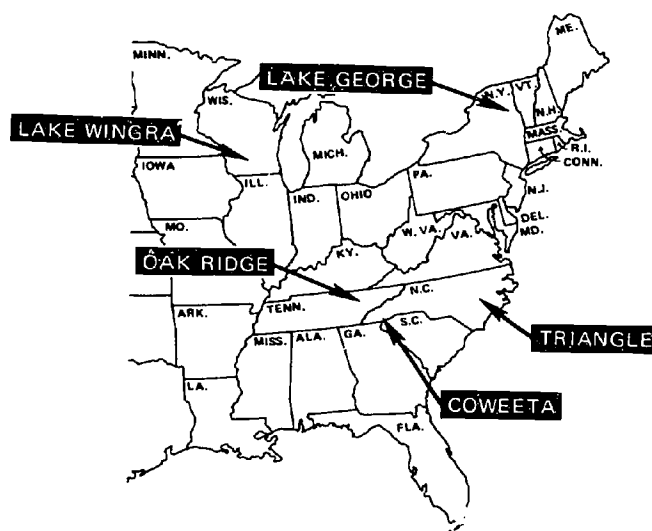 ME.
MINN.
LAKE GEORGE
N.Y.
VT.
WIS.
N.H.
LAKE WINGRA
MASS.
R.I.
CONN.
MICH.
IOWA
PA.
ILL.
N.J.
IND.
OHIO
DEL.
MO.
W. VA.
VA.
MD.
KY.
OAK RIDGE
N.C.
TENN.
ARK.
S.C.
TRIANGLE
MISS.
ALA.
GA.
LA.
COWEETA
FLA.